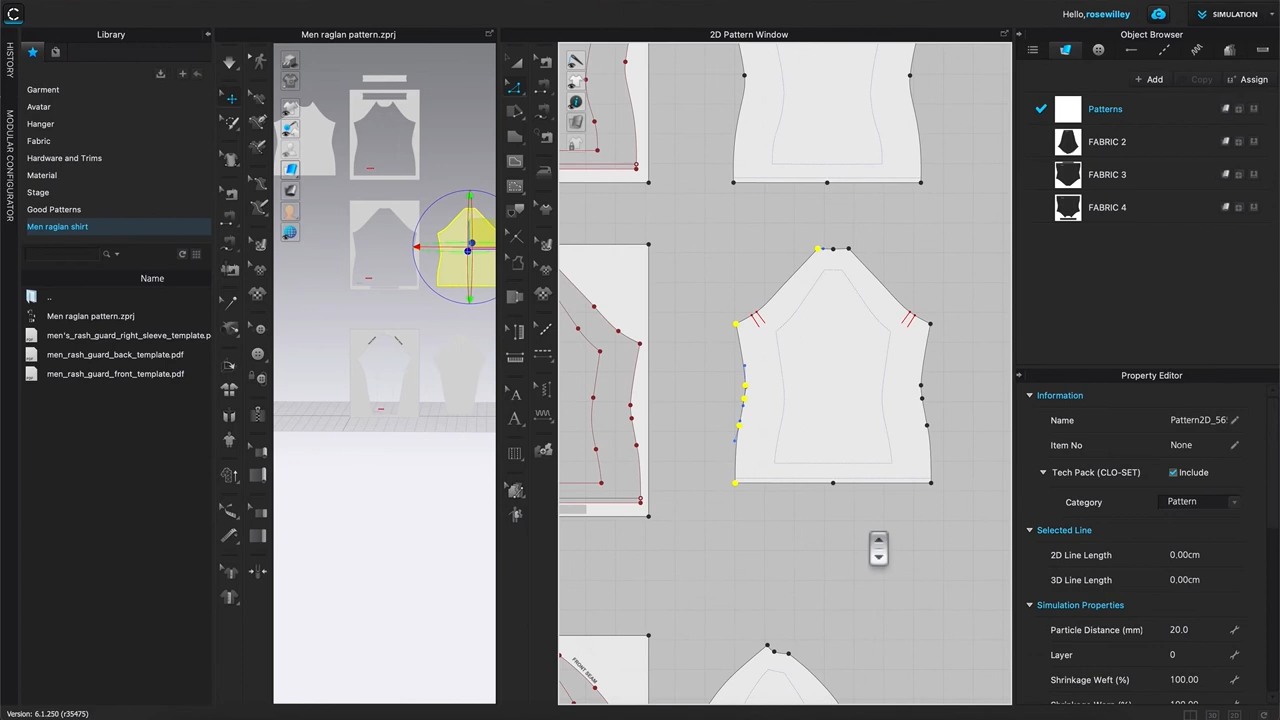 Hello, rosewilley
SIMULATION
HISTORY
MODULAR CONFIGURATOR
Library
Men raglan pattern.zprj
2D Pattern Window
Object Browser
Garment
Avatar
Hanger
Fabric
Hardware and Trims
Material
Stage
Good Patterns
Men raglan shirt
Name
..
Men raglan pattern.zprj
men's_rash_guard_right_sleeve_template.p
men_rash_guard_back_template.pdf
men_rash_guard_front_template.pdf
FRONT SEAM
Add
Copy
Assign
Patterns
FABRIC 2
FABRIC 3
FABRIC 4
Property Editor
Information
Name
Pattern2D_56
Item No
None
Tech Pack (CLO-SET)
Include
Category
Pattern
Selected Line
2D Line Length
0.00cm
3D Line Length
0.00cm
Simulation Properties
Particle Distance (mm)
20.0
Layer
0
Shrinkage Weft (%)
100.00
Version: 6.1.250 (r35475)
3D
2D